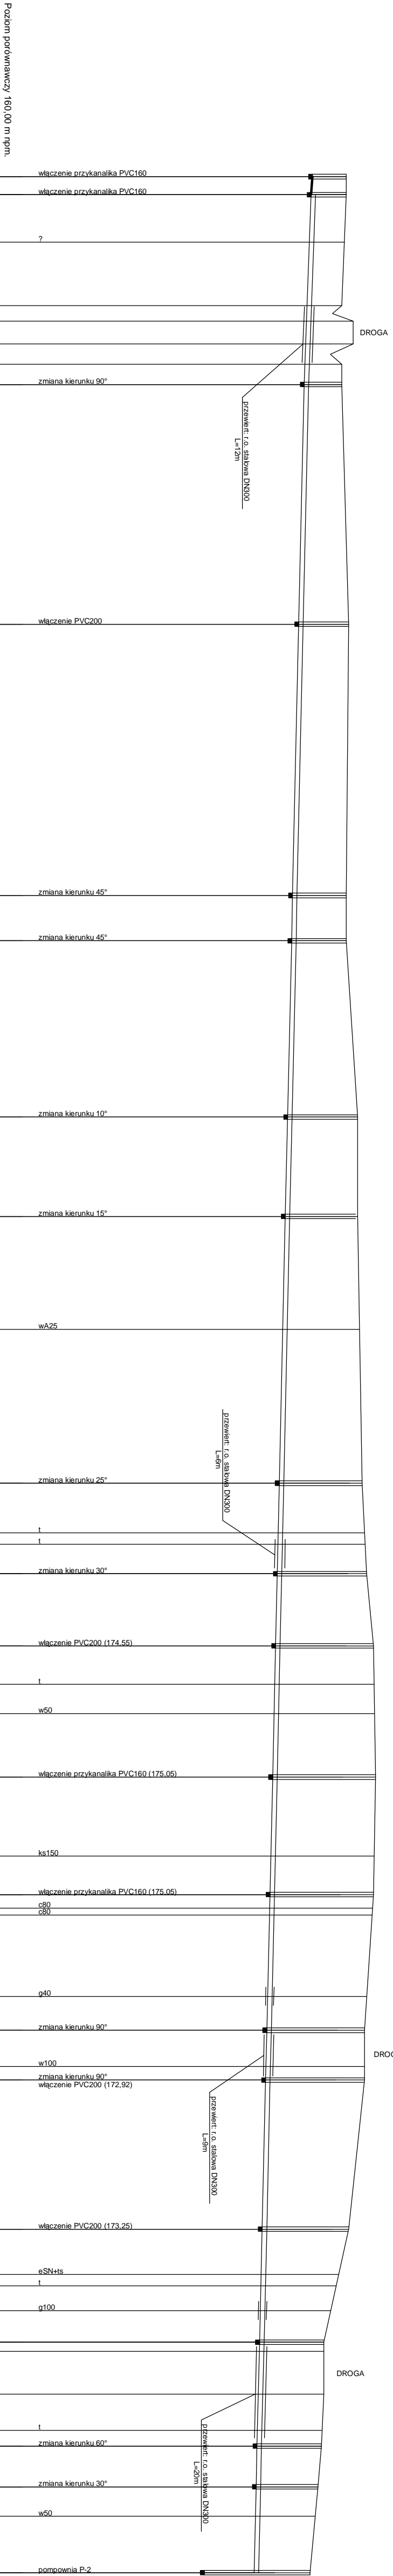 Poziom porównawczy 160,00 m npm.
włączenie przykanalika PVC160
włączenie przykanalika PVC160
?
DROGA
zmiana kierunku 90°
przewiert: r.o. stalowa DN300
L=12m
włączenie PVC200
zmiana kierunku 45°
zmiana kierunku 45°
zmiana kierunku 10°
zmiana kierunku 15°
wA25
przewiert: r.o. stalowa DN300
L=6m
zmiana kierunku 25°
t
t
zmiana kierunku 30°
włączenie PVC200 (174,55)
t
w50
włączenie przykanalika PVC160 (175,05)
ks150
włączenie przykanalika PVC160 (175,05)
c80
c80
g40
zmiana kierunku 90°
DROG
w100
zmiana kierunku 90°
włączenie PVC200 (172,92)
przewiert: r.o. stalowa DN300
L=9m
włączenie PVC200 (173,25)
eSN+ts
t
g100
DROGA
t
przewiert: r.o. stalowa DN300
L=20m
zmiana kierunku 60°
zmiana kierunku 30°
w50
pompownia P-2